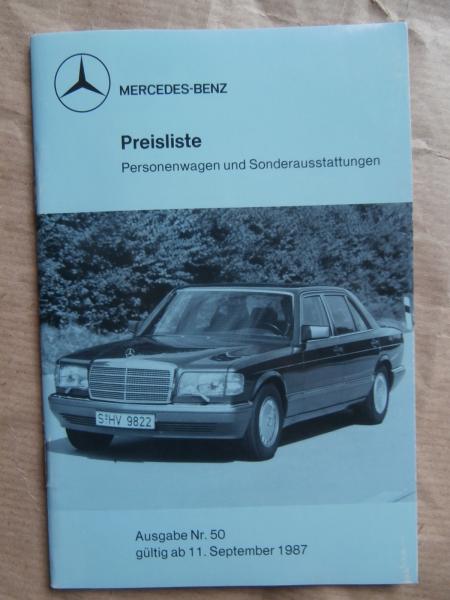 MERCEDES-BENZ
Preisliste
Personenwagen und Sonderausstattungen
S-HV 9822
Ausgabe Nr. 50
gültig ab 11. September 1987